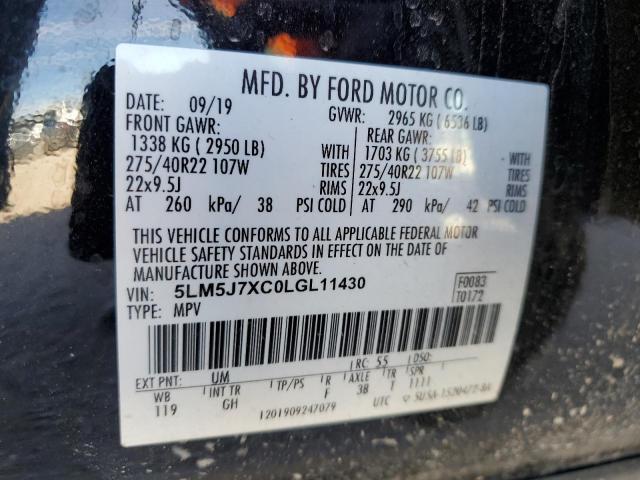 MFD. BY FORD MOTOR CO.
DATE: 09/19 GVWR: 2965 KG ( 6536 LB)
FRONT GAWR: REAR GAWR:
1338 KG ( 2950 LB) WITH 1703 KG ( 3755 LB) WITH
275/40R22 107W TIRES 275/40R22 107W TIRES
22x9.5J RIMS 22x9.5J RIMS
AT 260 kPa/ 38 PSI COLD AT 290 kPa/ 42 PSI COLD
THIS VEHICLE CONFORMS TO ALL APPLICABLE FEDERAL MOTOR
VEHICLE SAFETY STANDARDS IN EFFECT ON THE DATE OF
MANUFACTURE SHOWN ABOVE.
VIN: 5LM5J7XC0LGL11430 F0083
TYPE: MPV T0172
EXT PNT: UM RC: 55 DSO:
WB INT TR TP/PS R AXLE TR SPR
119 GH F 38 T 1111
I201909247079 UTC 5U5A-1520472-BA